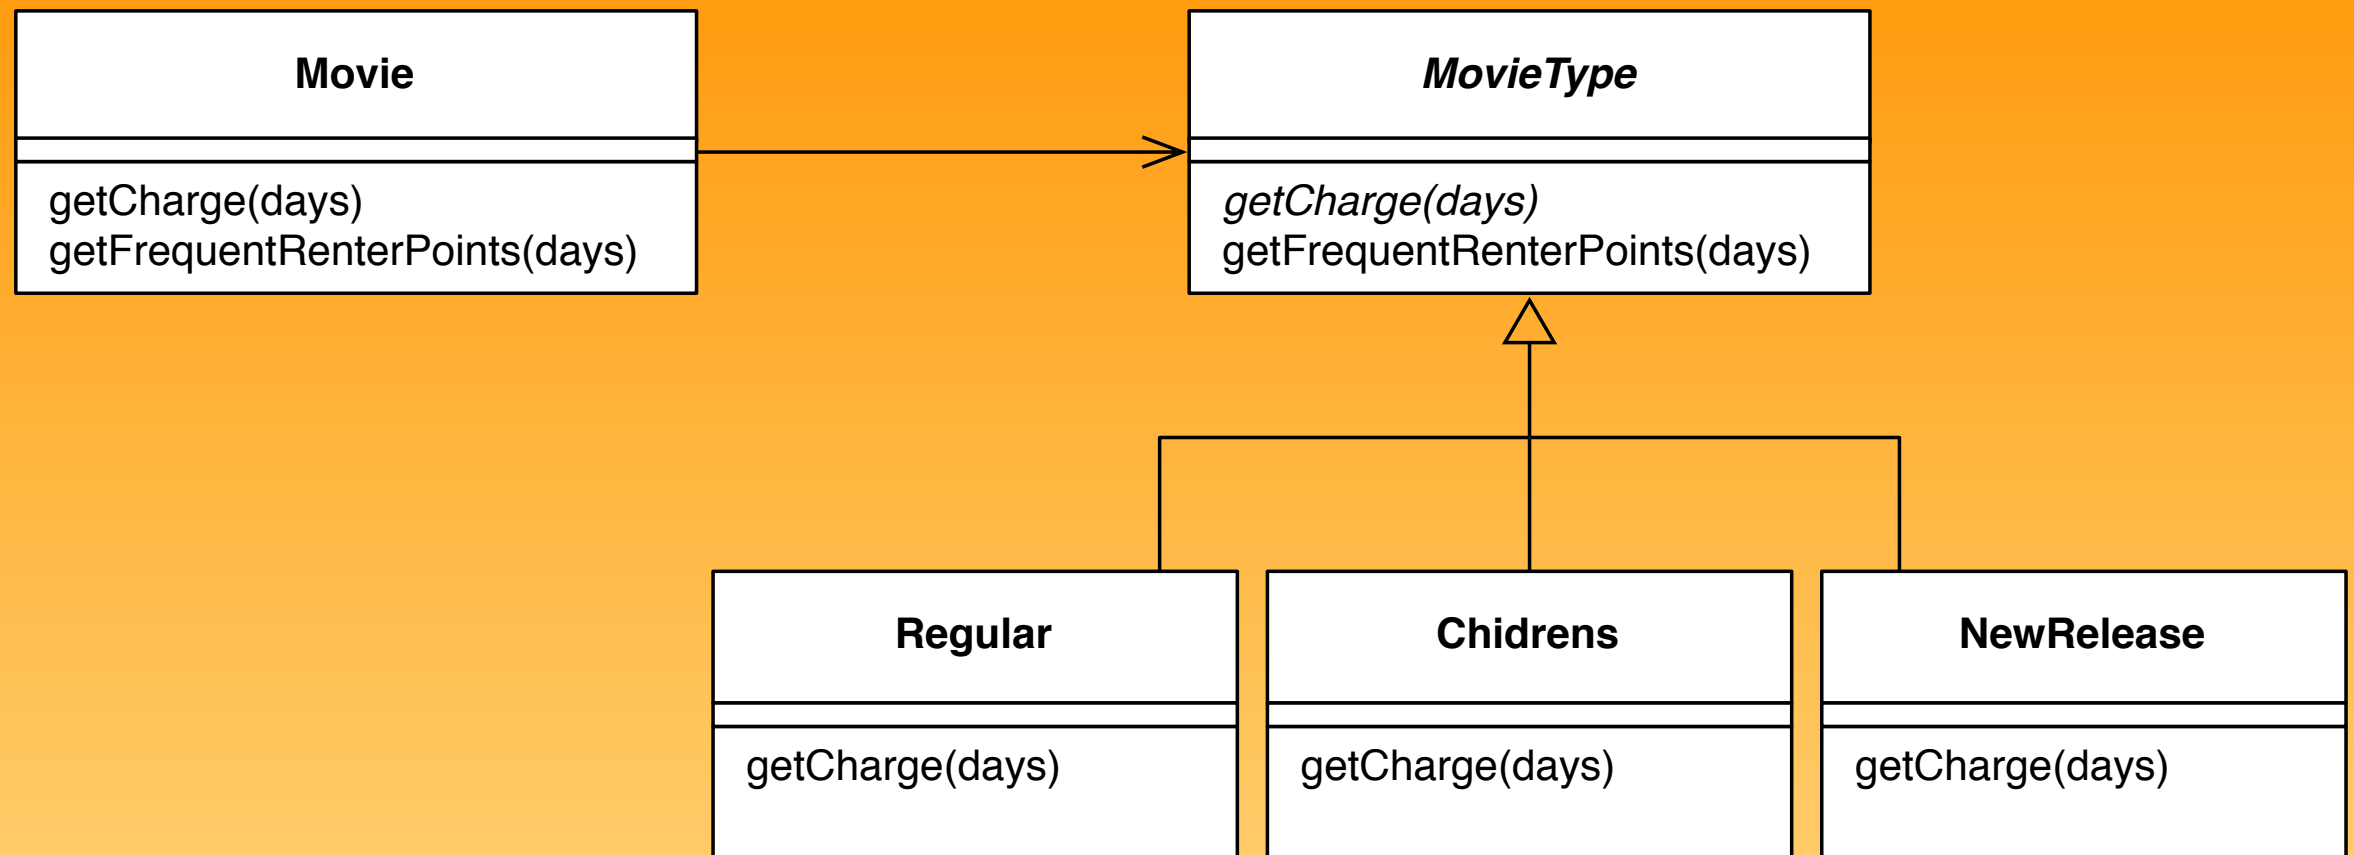 Movie
getCharge(days)
getFrequentRenterPoints(days)
MovieType
getCharge(days)
getFrequentRenterPoints(days)
Regular
getCharge(days)
Chidrens
getCharge(days)
NewRelease
getCharge(days)